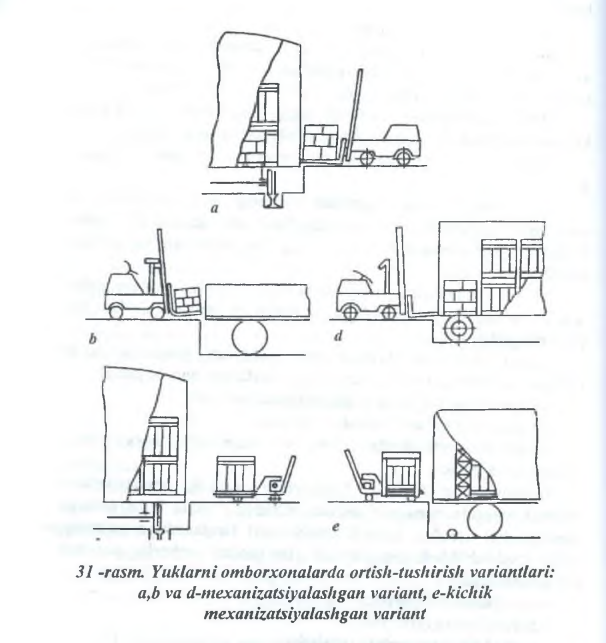 a
b
d
e
31 -rasm. Yuklarni omborxonalarda ortish-tushirish variantlari:
a,b va d-mexanizatsiyalashgan variant, e-kichik
mexanizatsiyalashgan variant